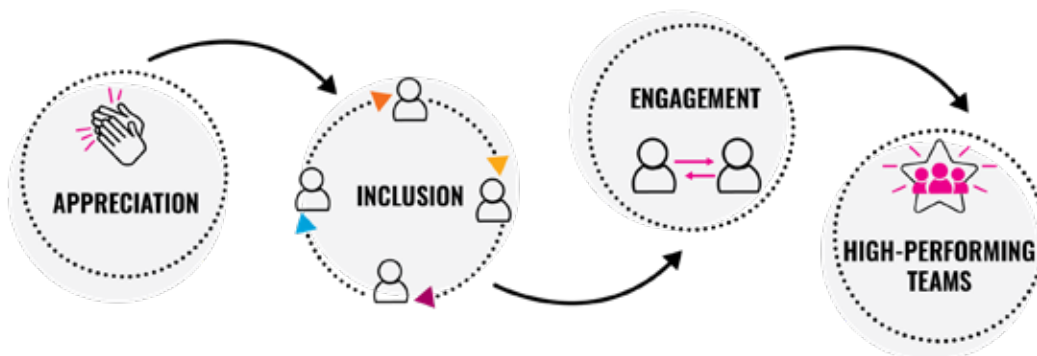 APPRECIATION
INCLUSION
ENGAGEMENT
HIGH-PERFORMING
TEAMS